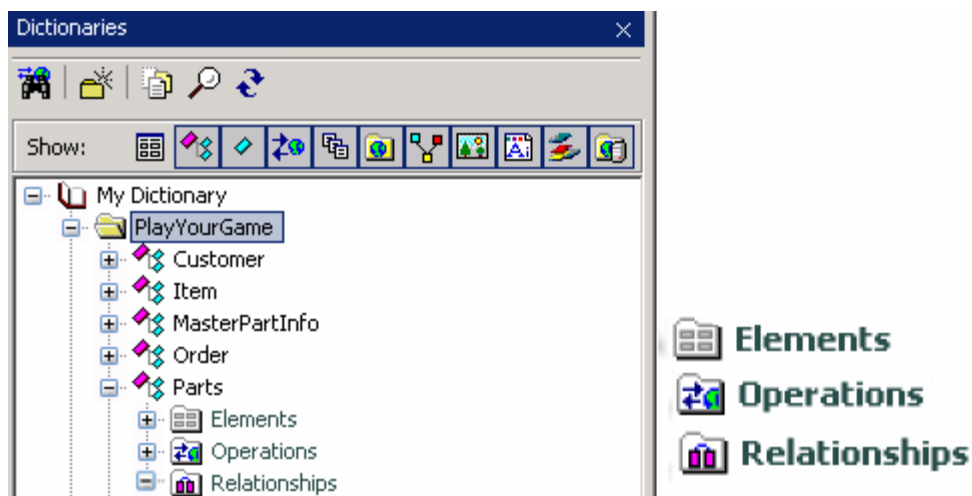 Dictionaries
Show:
My Dictionary
PlayYourGame
Customer
Item
MasterPartInfo
Order
Parts
Elements
Operations
Relationships
Elements
Operations
Relationships